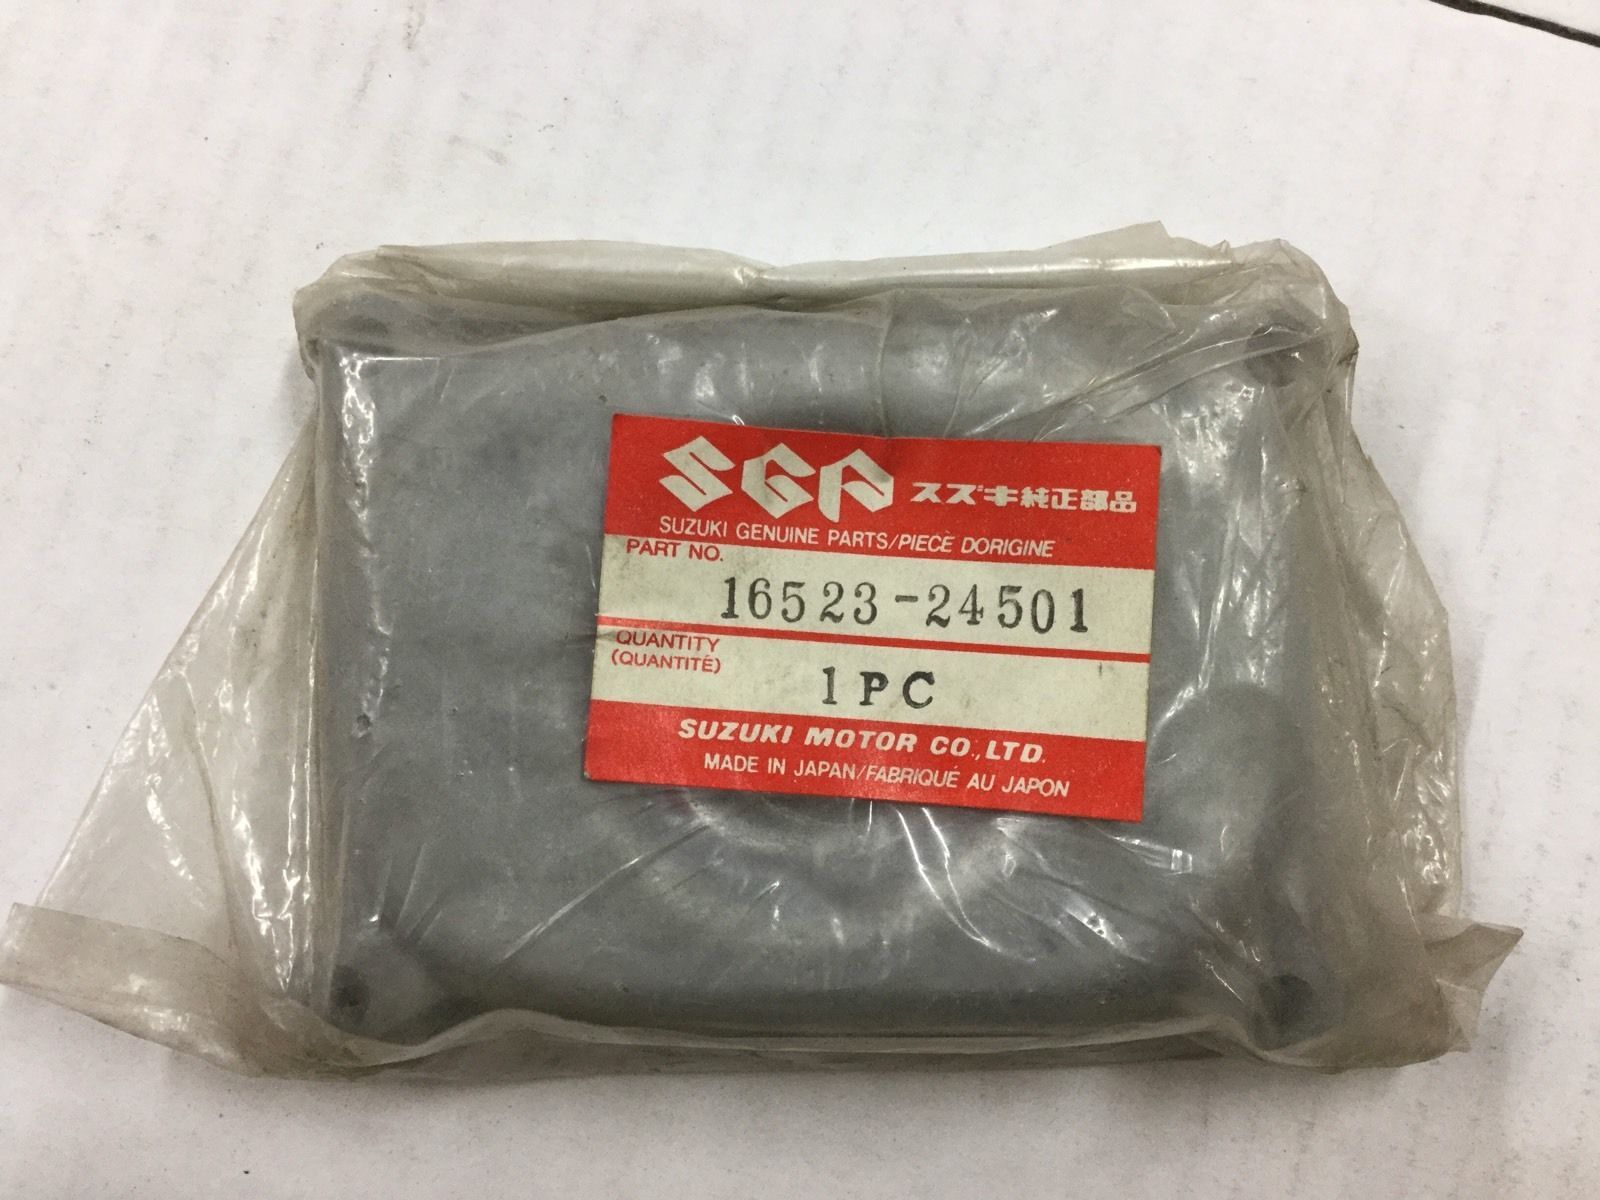 SGP スズキ純正部品
SUZUKI GENUINE PARTS/PIECE DORIGINE
PART NO.
16523-24501
QUANTITY
(QUANTITÉ)
1PC
SUZUKI MOTOR CO.,LTD.
MADE IN JAPAN/FABRIQUE AU JAPON